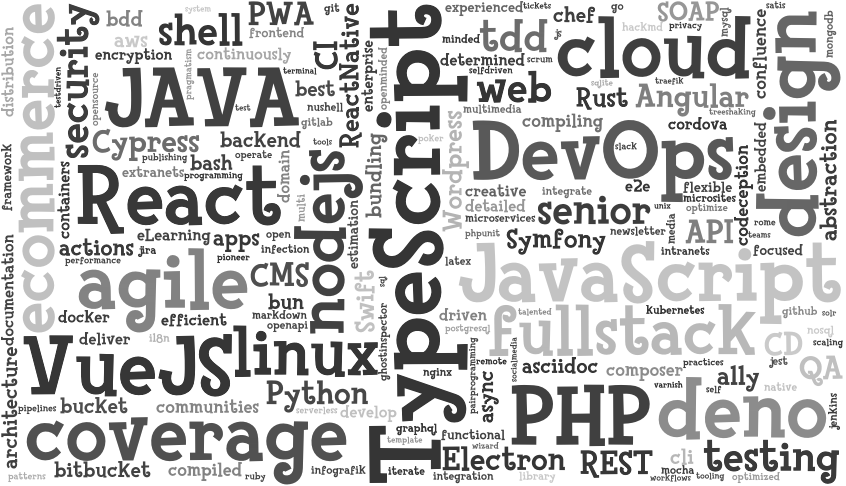 system
git
experienced
tickets
go
SOAP
mysql
satis
distribution
ecommerce
security
bdd
shell
PWA
chef
hackmd
privacy
confluence
design
mongodb
aws
frontend
CI
ReactNative
enterprise
minded
tdd
js
cloud
encryption
continuously
openminded
determined
scrum
selfdriven
testdriven
opensource
JAVA
pragmatism
terminal
best
TypeScript
web
sqlite
traefik
test
nushell
Rust
Angular
gitlab
multimedia
treeshaking
Cypress
backend
tools
bundling
poker
Wordpress
compiling
cordova
abstraction
framework
containers
publishing
bash
operate
domain
nodejs
DevOps
slack
codeception
embedded
extranets
programming
React
multi
estimation
creative
integrate
e2e
flexible
microsites
detailed
senior
unix
optimize
microservices
media
API
rome
teams
actions
eLearning
apps
open
phpunit
Symfony
newsletter
jira
infection
intranets
focused
performance
pioneer
latex
architecture
documentation
agile
CMS
Swift
sql
JavaScript
bun
docker
efficient
markdown
openapi
driven
talented
kubernetes
github
solr
deliver
i18n
postgresql
fullstack
CD
nosql
scaling
VueJS
linux
ghostinspector
nginx
pairprogramming
remote
socialmedia
asciidoc
composer
practices
jest
QA
Python
async
varnish
self
ally
native
pipelines
bucket
communities
serverless
develop
PHP
deno
jenkins
coverage
graphql
template
functional
wizard
patterns
bitbucket
compiled
ruby
infografik
iterate
Electron
integration
library
REST
cli
mocha
workflows
tooling
testing
optimized